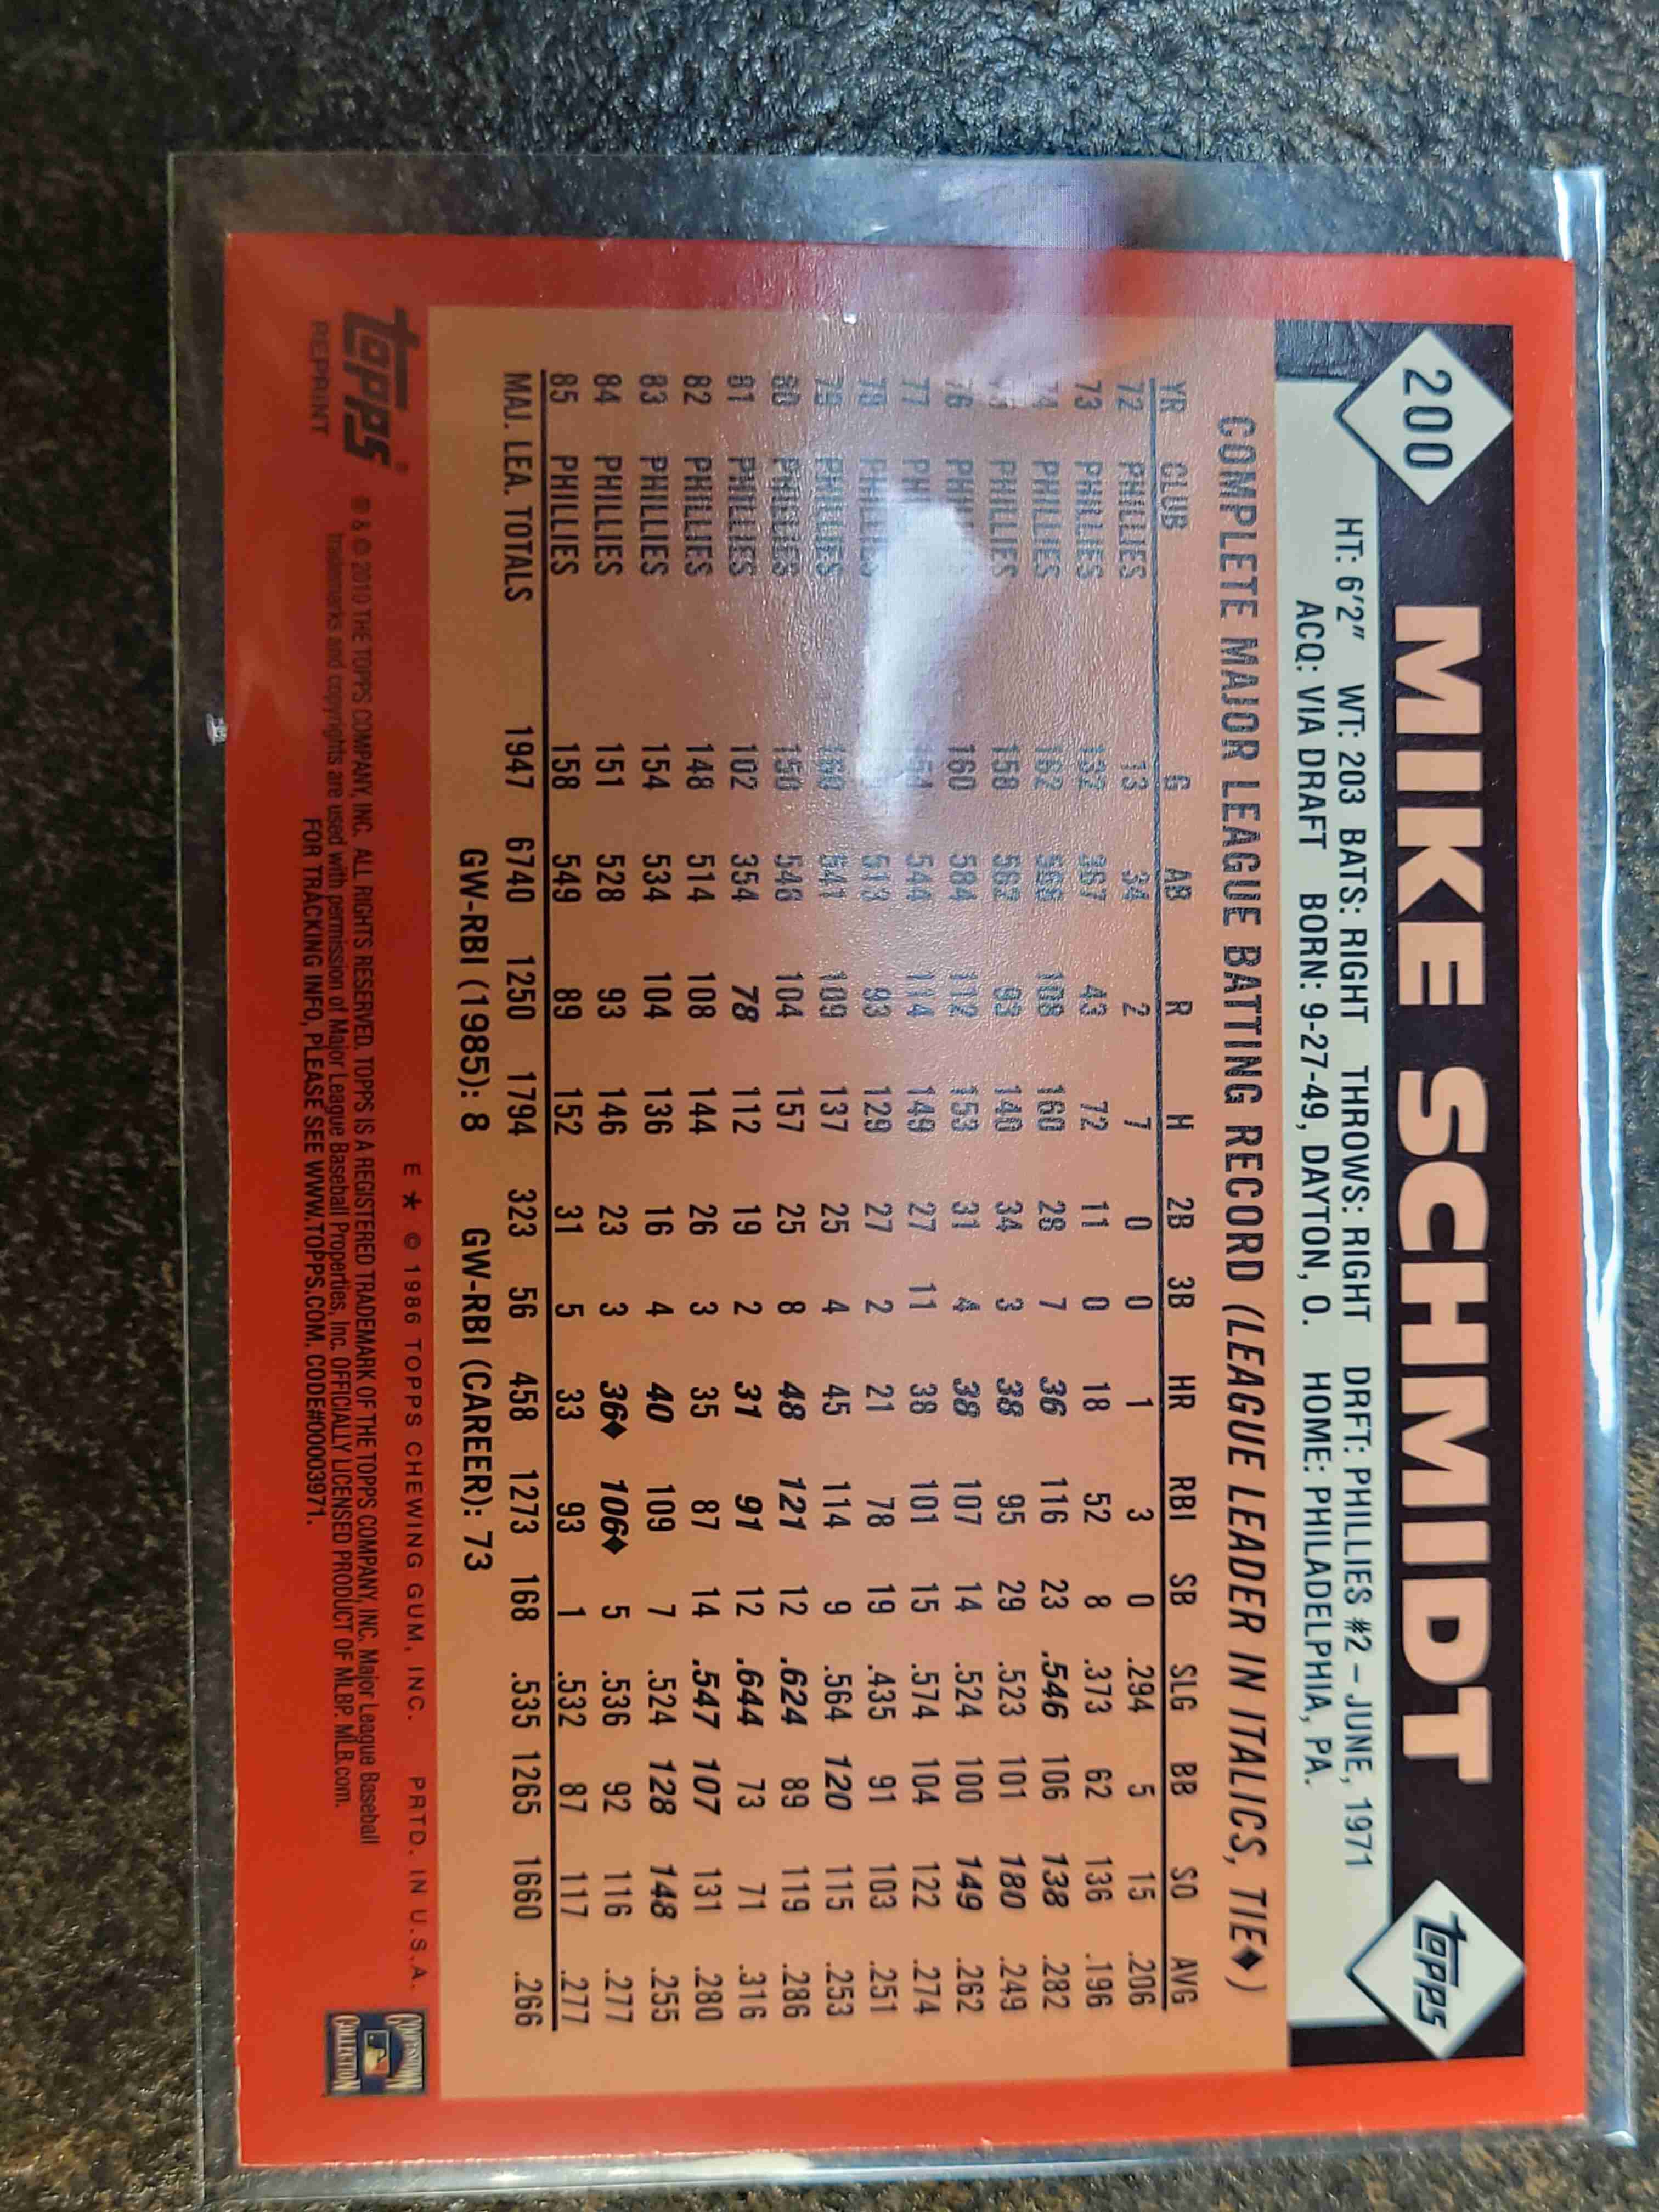 200
MIKE SCHMIDT
topps
HT: 6'2" WT: 203 BATS: RIGHT THROWS: RIGHT DRFT: PHILLIES #2 – JUNE, 1971
ACQ: VIA DRAFT BORN: 9-27-49, DAYTON, O. HOME: PHILADELPHIA, PA.
COMPLETE MAJOR LEAGUE BATTING RECORD (LEAGUE LEADER IN ITALICS, TIE◆)
YR CLUB G AB R H 2B 3B HR RBI SB SLG BB SO AVG
72 PHILLIES 13 34 2 7 0 0 1 3 0 .294 5 15 .206
73 PHILLIES 132 367 43 72 11 0 18 52 8 .373 62 136 .196
74 PHILLIES 162 568 108 160 28 7 36 116 23 .546 106 138 .282
PHILLIES 158 562 93 140 34 3 38 95 29 .523 101 180 .249
76 160 584 112 153 31 4 38 107 14 .524 100 149 .262
77 154 544 114 149 27 11 38 101 15 .574 104 122 .274
78 513 93 129 27 2 21 78 19 .435 91 103 .251
79 PHILLIES 160 541 109 137 25 4 45 114 9 .564 120 115 .253
80 PHILLIES 150 548 104 157 25 8 48 121 12 .624 89 119 .286
81 PHILLIES 102 354 78 112 19 2 31 91 12 .644 73 71 .316
82 PHILLIES 148 514 108 144 26 3 35 87 14 .547 107 131 .280
83 PHILLIES 154 534 104 136 16 4 40 109 7 .524 128 148 .255
84 PHILLIES 151 528 93 146 23 3 36◆ 106◆ 5 .536 92 116 .277
85 PHILLIES 158 549 89 152 31 5 33 93 1 .532 87 117 .277
MAJ. LEA. TOTALS 1947 6740 1250 1794 323 56 458 1273 168 .535 1265 1660 .266
GW-RBI (1985): 8 GW-RBI (CAREER): 73
E ★ © 1986 TOPPS CHEWING GUM, INC. PRTD. IN U.S.A.
topps®
REPRINT
® & © 2010 THE TOPPS COMPANY, INC. ALL RIGHTS RESERVED. TOPPS IS A REGISTERED TRADEMARK OF THE TOPPS COMPANY, INC. Major League Baseball
trademarks and copyrights are used with permission of Major League Baseball Properties, Inc. OFFICIALLY LICENSED PRODUCT OF MLBP. MLB.com.
FOR TRACKING INFO, PLEASE SEE WWW.TOPPS.COM. CODE#00003971.
COOPERSTOWN
COLLECTION